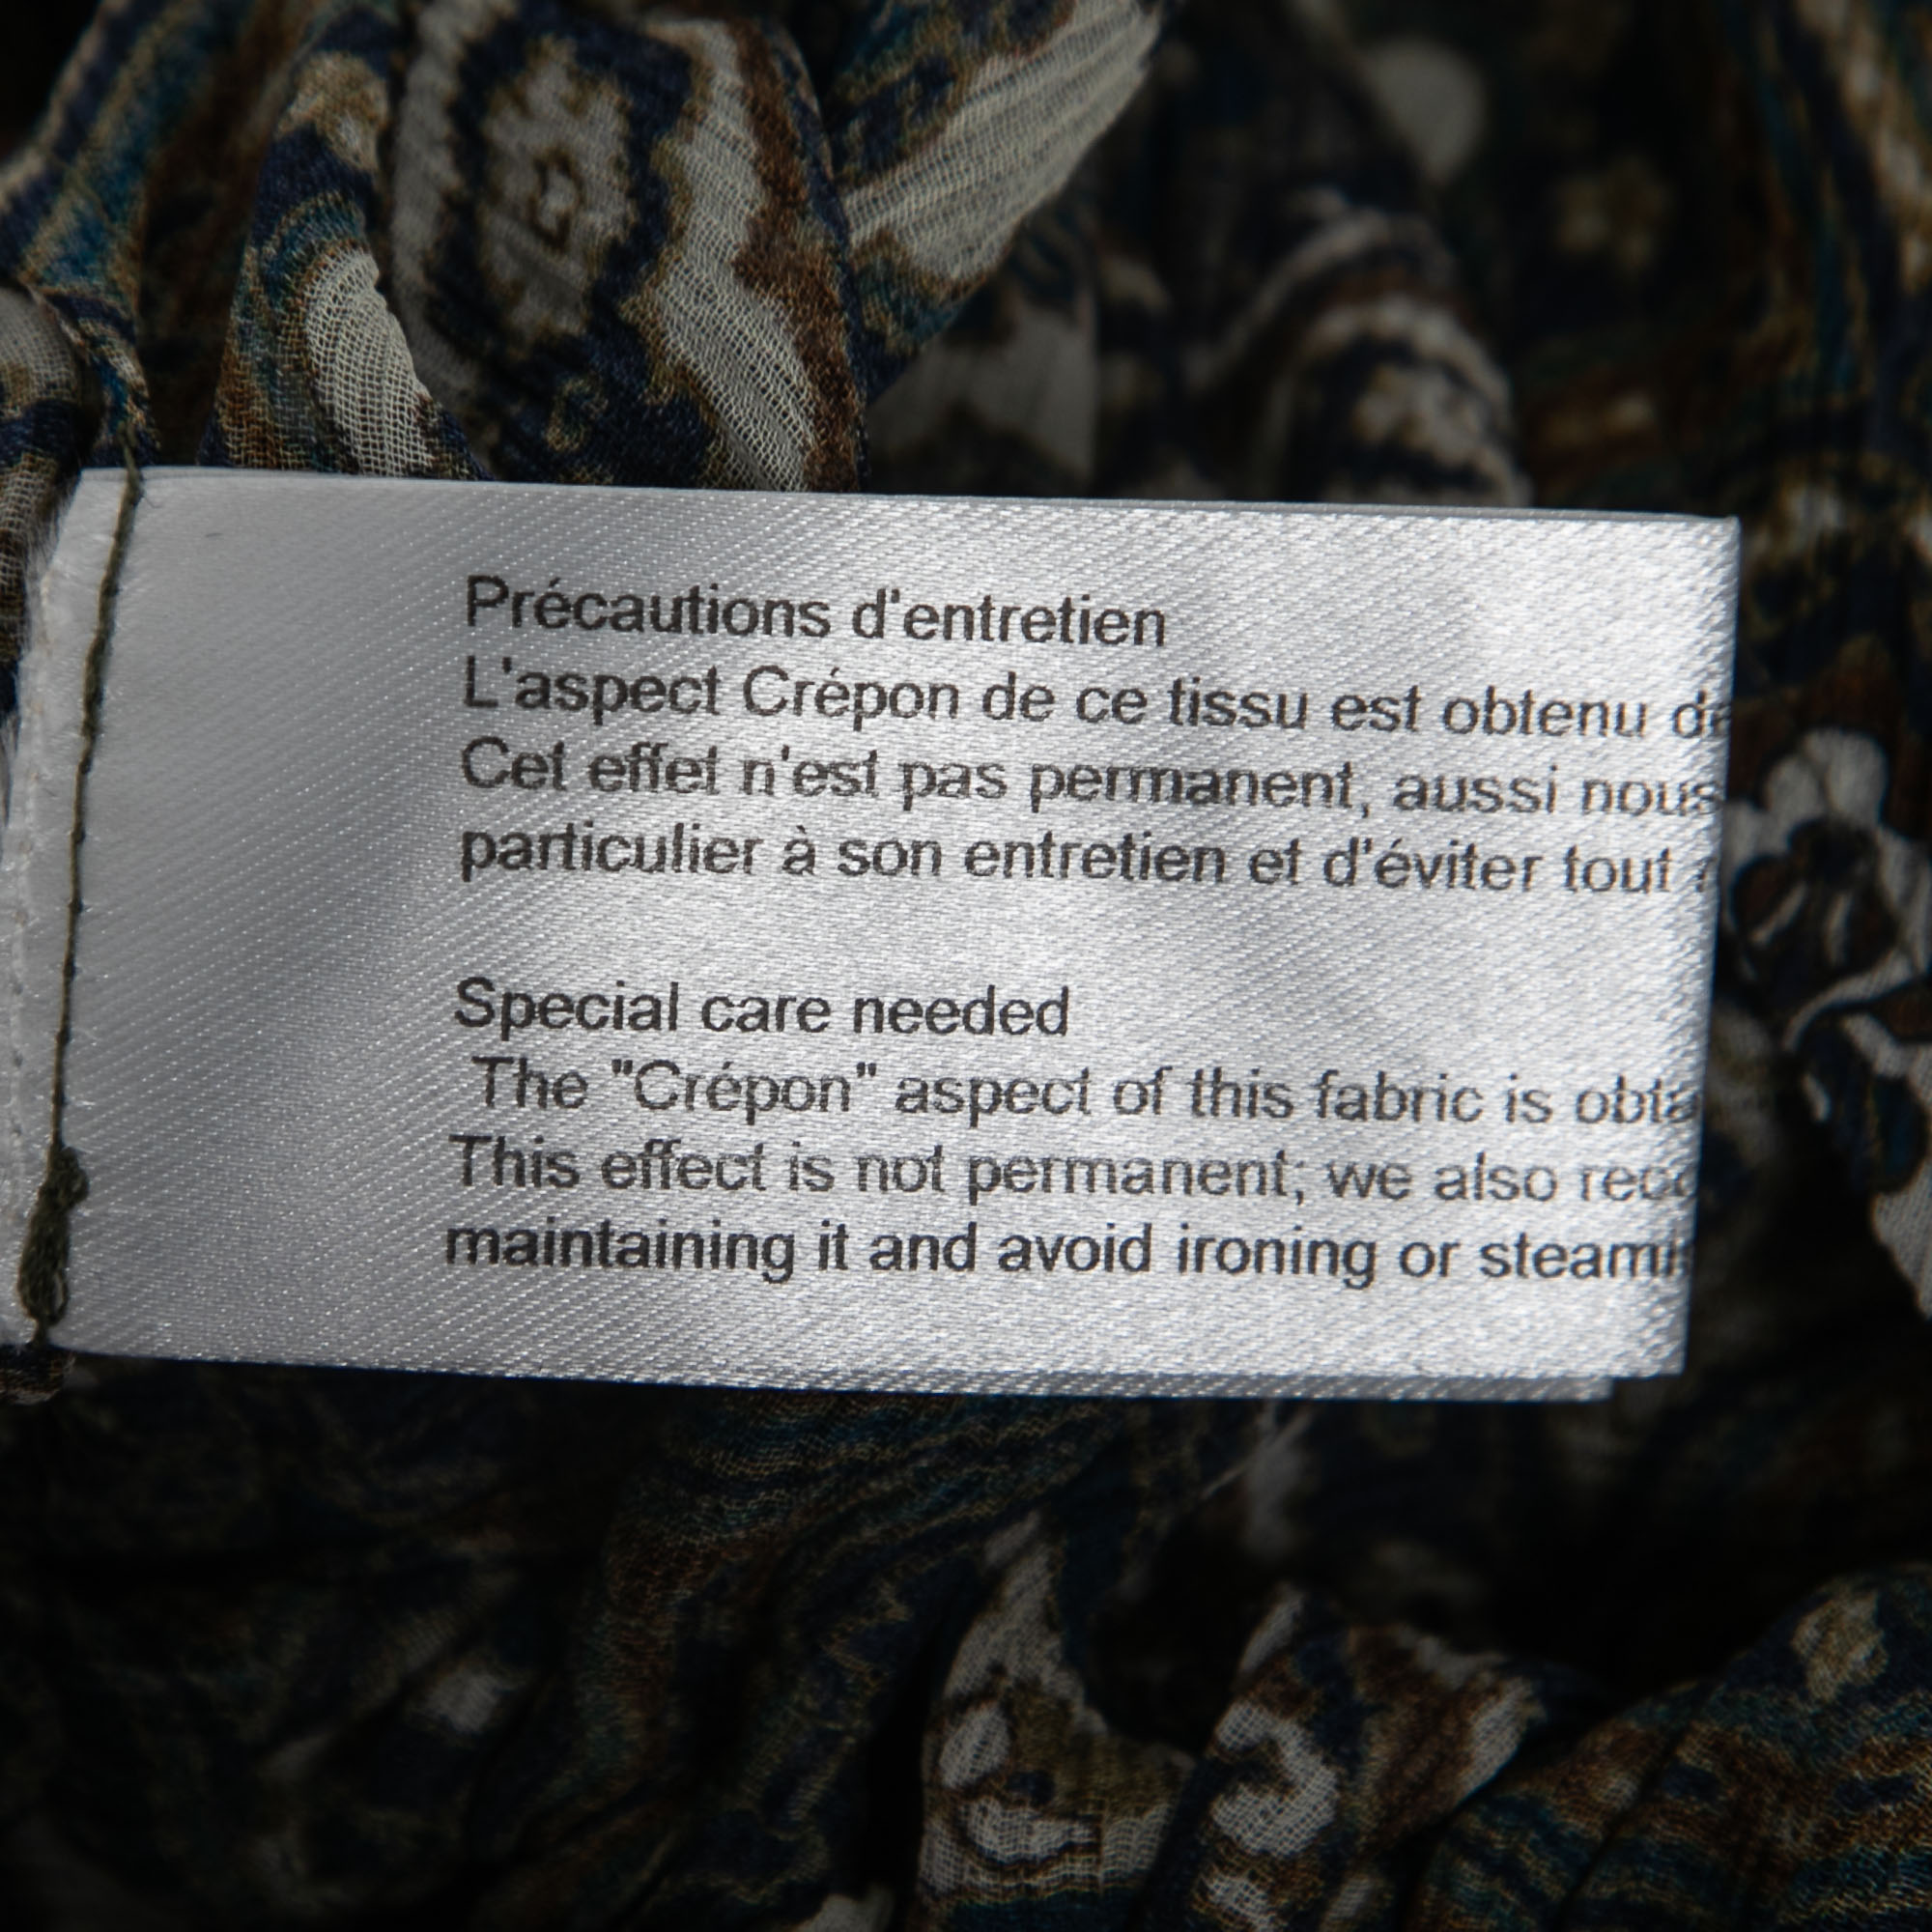 Précautions d'entretien
L'aspect Crépon de ce tissu est obtenu
Cet effet n'est pas permanent, aussi nous
particulier à son entretien et d'éviter tout
Special care needed
The "Crépon" aspect of this fabric is
This effect is not permanent; we also
maintaining it and avoid ironing or